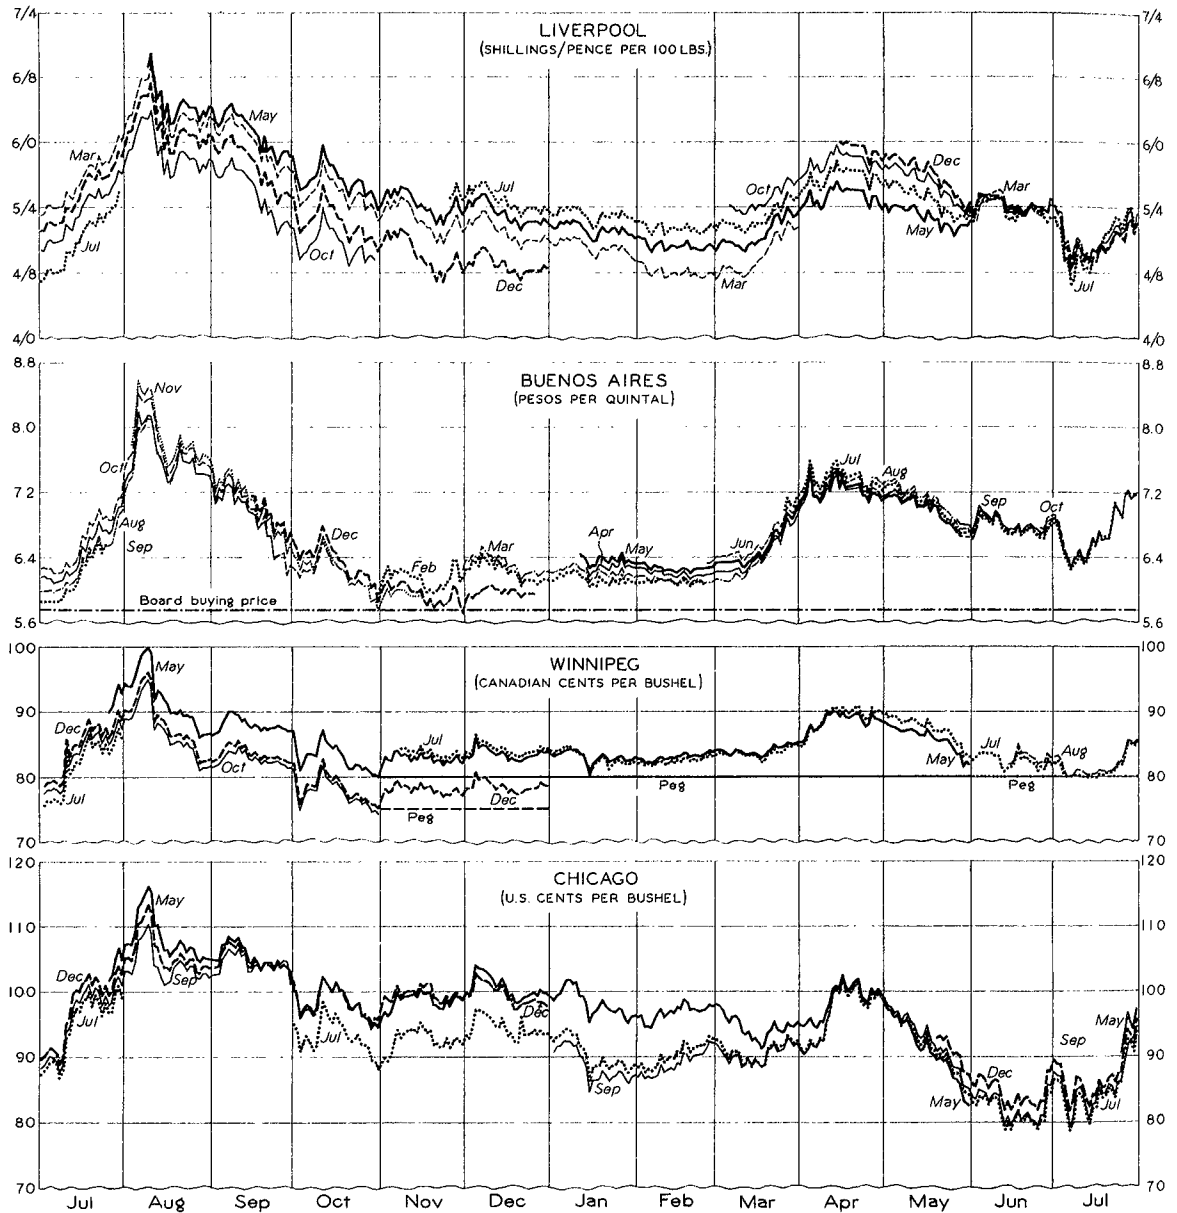 LIVERPOOL
(SHILLINGS/PENCE PER 100 LBS.)
7/4 7/4
6/8 6/8
6/0 6/0
5/4 5/4
4/8 4/8
4/0 4/0
Mar
Jul
May
Oct
Jul
Dec
Oct
Mar
Dec
May
Mar
Jul
BUENOS AIRES
(PESOS PER QUINTAL)
8.8 8.8
8.0 8.0
7.2 7.2
6.4 6.4
5.6 5.6
Nov
Oct
Aug
Sep
Dec
Feb
Mar
Apr
May
Jun
Jul
Aug
Sep
Oct
Board buying price
WINNIPEG
(CANADIAN CENTS PER BUSHEL)
100 100
90 90
80 80
70 70
May
Dec
Jul
Oct
Jul
Dec
Peg
Peg
May
Jul
Peg
Aug
CHICAGO
(U.S. CENTS PER BUSHEL)
120 120
110 110
100 100
90 90
80 80
70 70
May
Dec
Jul
Sep
Jul
Dec
Sep
May
Dec
Sep
May
Jul
Jul Aug Sep Oct Nov Dec Jan Feb Mar Apr May Jun Jul